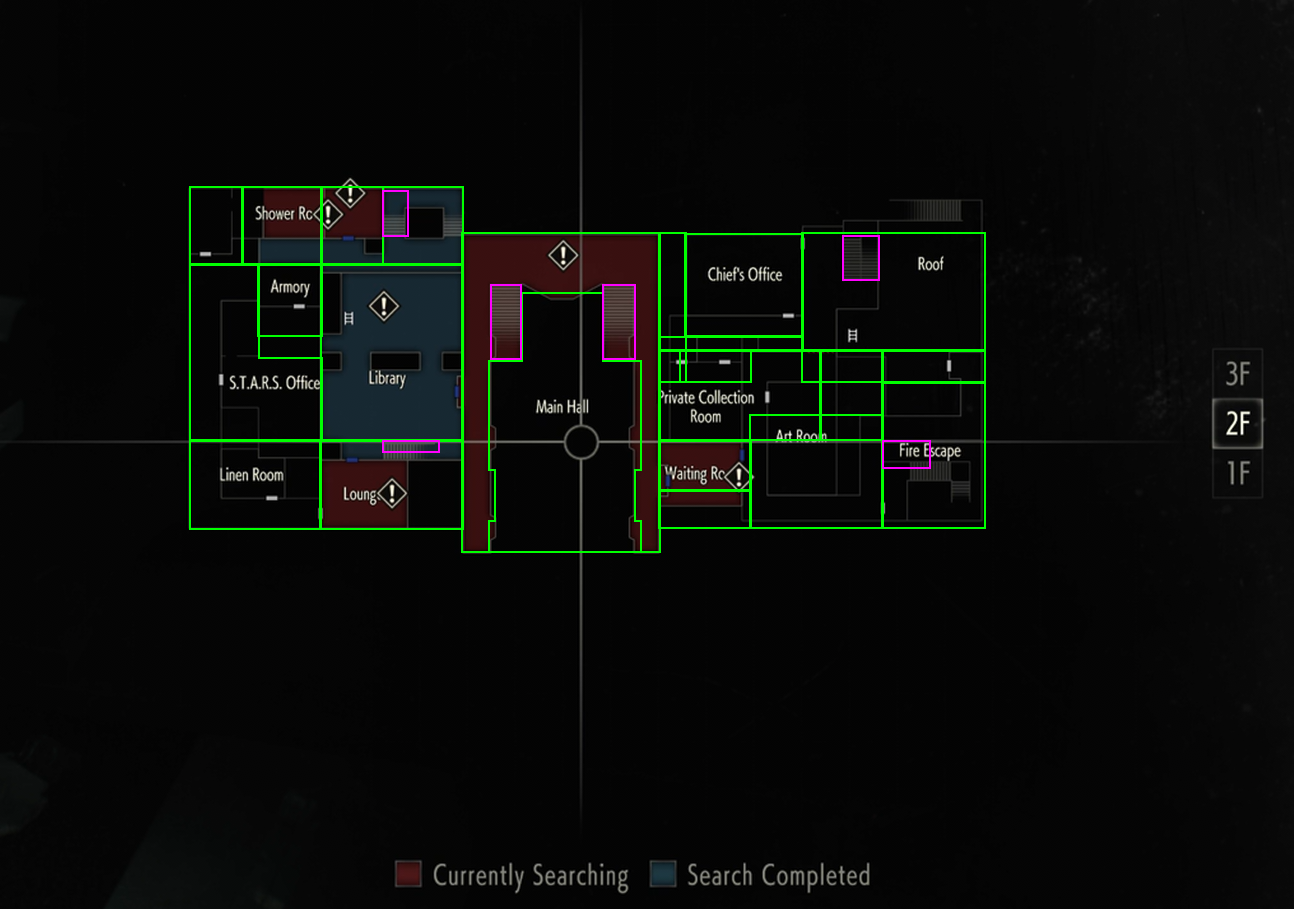 Shower Ro
Chief's Office
Roof
Armory
S.T.A.R.S. Office
Library
Private Collection
Room
Main Hall
Art Room
Fire Escape
Linen Room
Waiting Ro
Loung
3F
2F
1F
Currently Searching
Search Completed